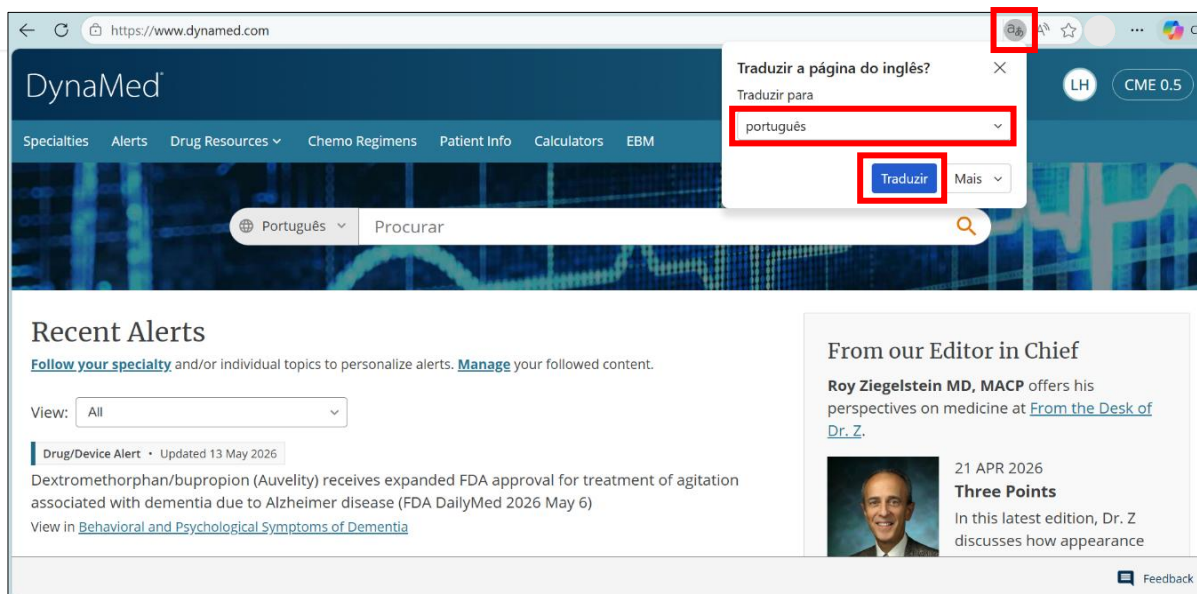 https://www.dynamed.com
DynaMed
LH
CME 0.5
Traduzir a página do inglês?
Traduzir para
português
Traduzir
Mais
Specialties
Alerts
Drug Resources
Chemo Regimens
Patient Info
Calculators
EBM
Português
Procurar
Recent Alerts
Follow your specialty and/or individual topics to personalize alerts. Manage your followed content.
View:
All
Drug/Device Alert • Updated 13 May 2026
Dextromethorphan/bupropion (Auvelity) receives expanded FDA approval for treatment of agitation
associated with dementia due to Alzheimer disease (FDA DailyMed 2026 May 6)
View in Behavioral and Psychological Symptoms of Dementia
From our Editor in Chief
Roy Ziegelstein MD, MACP offers his
perspectives on medicine at From the Desk of
Dr. Z.
21 APR 2026
Three Points
In this latest edition, Dr. Z
discusses how appearance
Feedback